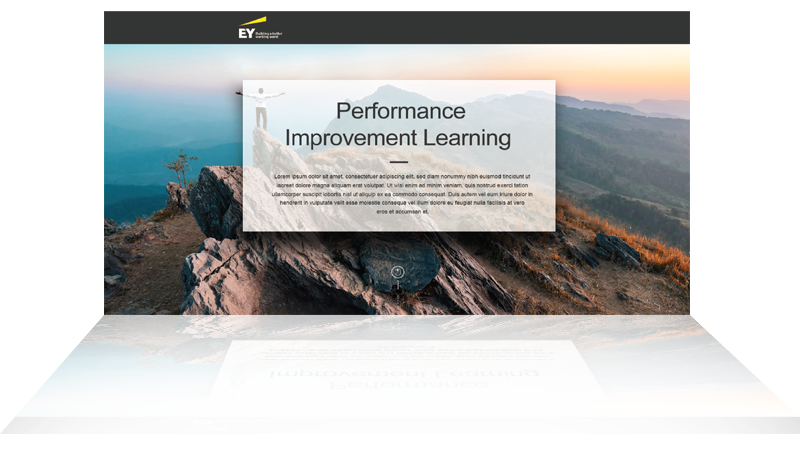 EY Building a better
working world
Performance
Improvement Learning
Lorem ipsum dolor sit amet, consectetuer adipiscing elit, sed diam nonummy nibh euismod tincidunt ut
laoreet dolore magna aliquam erat volutpat. Ut wisi enim ad minim veniam, quis nostrud exerci tation
ullamcorper suscipit lobortis nisl ut aliquip ex ea commodo consequat. Duis autem vel eum iriure dolor in
hendrerit in vulputate velit esse molestie consequat vel illum dolore eu feugiat nulla facilisis at vero
eros et accumsan et.